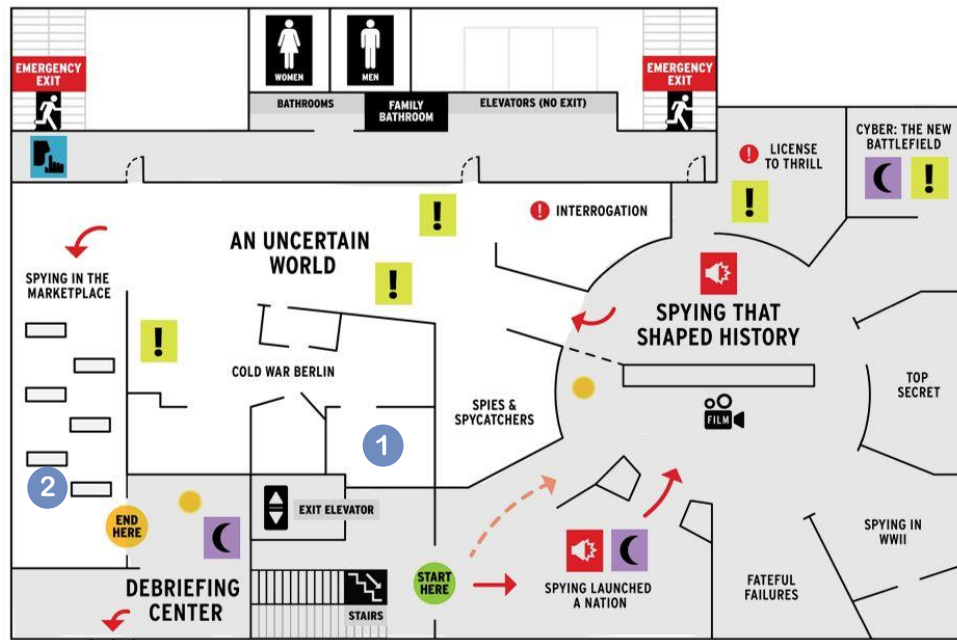 WOMEN
MEN
EMERGENCY
EXIT
EMERGENCY
EXIT
BATHROOMS
FAMILY
BATHROOM
ELEVATORS (NO EXIT)
LICENSE
TO THRILL
CYBER: THE NEW
BATTLEFIELD
!
!
!
!
INTERROGATION
!
AN UNCERTAIN
WORLD
!
SPYING IN THE
MARKETPLACE
SPYING THAT
SHAPED HISTORY
!
COLD WAR BERLIN
TOP
SECRET
SPIES &
SPYCATCHERS
FILM
1
2
END
HERE
EXIT ELEVATOR
SPYING IN
WWII
DEBRIEFING
CENTER
STAIRS
START
HERE
SPYING LAUNCHED
A NATION
FATEFUL
FAILURES